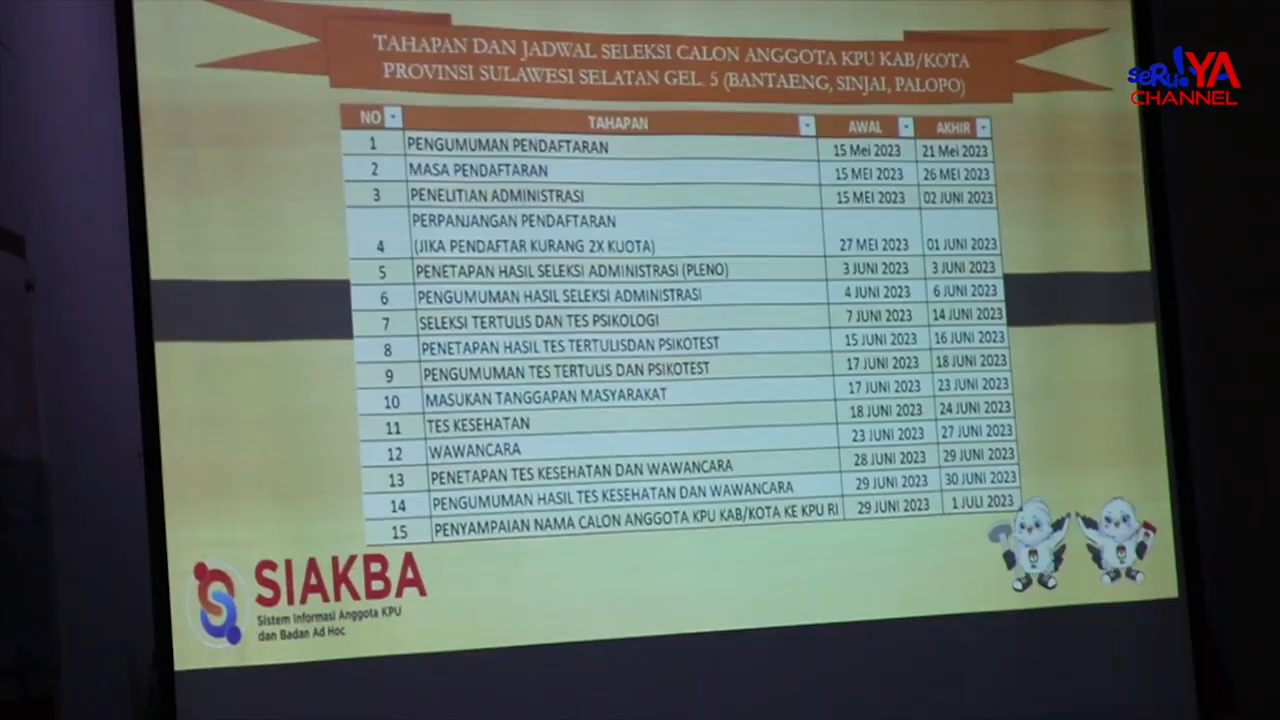 TAHAPAN DAN JADWAL SELEKSI CALON ANGGOTA KPU KAB/KOTA
PROVINSI SULAWESI SELATAN GEL. 5 (BANTAENG, SINJAI, PALOPO)
seRu!YA
CHANNEL
NO TAHAPAN AWAL AKHIR
1 PENGUMUMAN PENDAFTARAN 15 Mei 2023 21 Mei 2023
2 MASA PENDAFTARAN 15 MEI 2023 26 MEI 2023
3 PENELITIAN ADMINISTRASI 15 MEI 2023 02 JUNI 2023
PERPANJANGAN PENDAFTARAN
4 (JIKA PENDAFTAR KURANG 2X KUOTA) 27 MEI 2023 01 JUNI 2023
5 PENETAPAN HASIL SELEKSI ADMINISTRASI (PLENO) 3 JUNI 2023 3 JUNI 2023
6 PENGUMUMAN HASIL SELEKSI ADMINISTRASI 4 JUNI 2023 6 JUNI 2023
7 SELEKSI TERTULIS DAN TES PSIKOLOGI 7 JUNI 2023 14 JUNI 2023
8 PENETAPAN HASIL TES TERTULISDAN PSIKOTEST 15 JUNI 2023 16 JUNI 2023
9 PENGUMUMAN TES TERTULIS DAN PSIKOTEST 17 JUNI 2023 18 JUNI 2023
10 MASUKAN TANGGAPAN MASYARAKAT 17 JUNI 2023 23 JUNI 2023
11 TES KESEHATAN 18 JUNI 2023 24 JUNI 2023
12 WAWANCARA 23 JUNI 2023 27 JUNI 2023
13 PENETAPAN TES KESEHATAN DAN WAWANCARA 28 JUNI 2023 29 JUNI 2023
14 PENGUMUMAN HASIL TES KESEHATAN DAN WAWANCARA 29 JUNI 2023 30 JUNI 2023
15 PENYAMPAIAN NAMA CALON ANGGOTA KPU KAB/KOTA KE KPU RI 29 JUNI 2023 1 JULI 2023
SIAKBA
Sistem Informasi Anggota KPU
dan Badan Ad Hoc